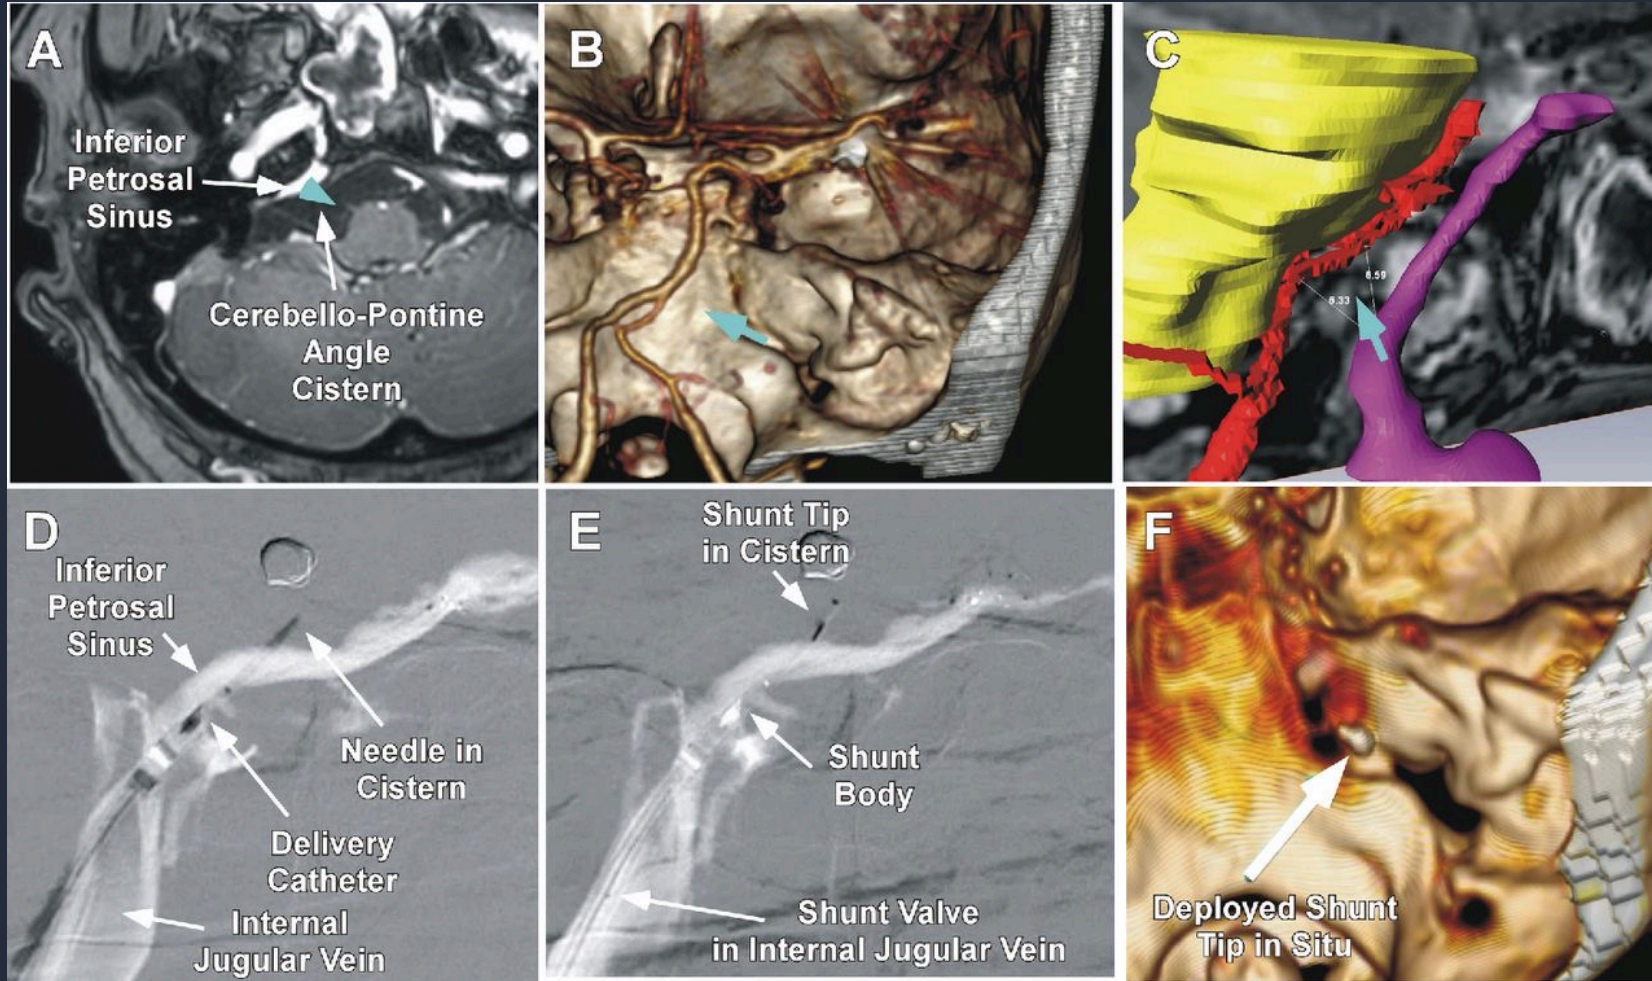 A
Inferior
Petrosal
Sinus
Cerebello-Pontine
Angle
Cistern
B
C
6.59
6.33
D
Inferior
Petrosal
Sinus
Needle in
Cistern
Delivery
Catheter
Internal
Jugular Vein
E
Shunt Tip
in Cistern
Shunt
Body
Shunt Valve
in Internal Jugular Vein
F
Deployed Shunt
Tip in Situ